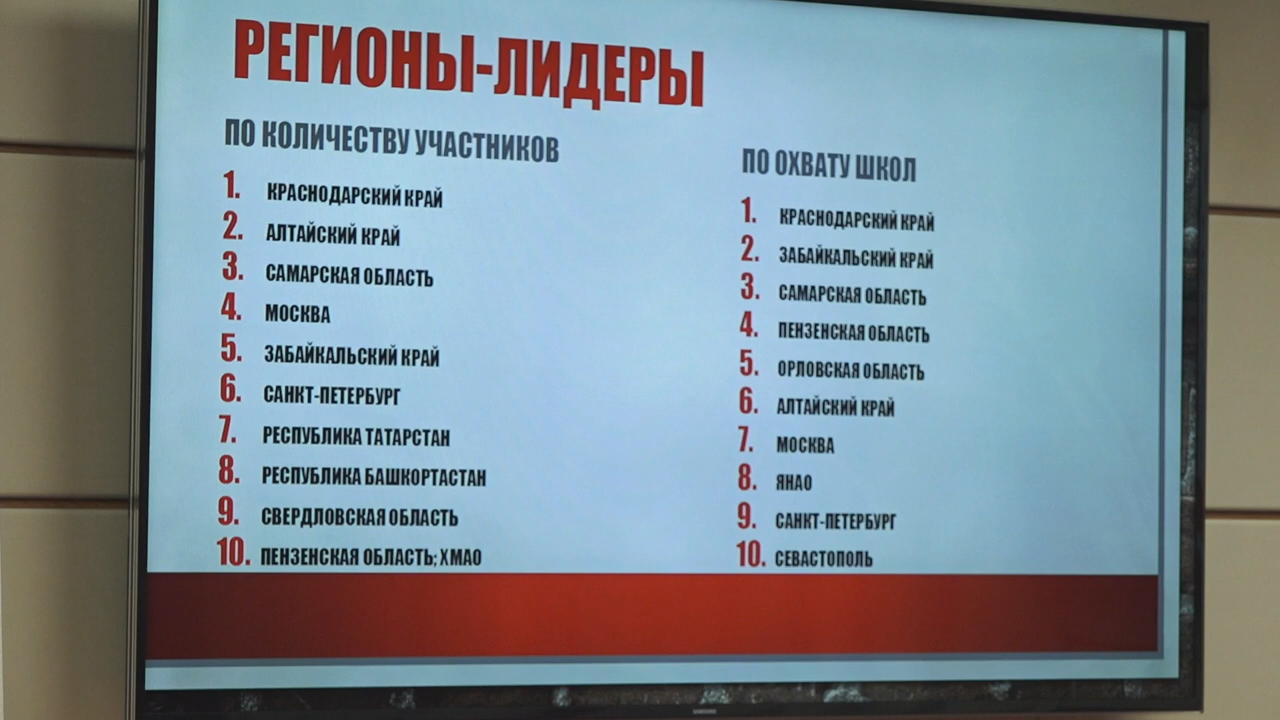 РЕГИОНЫ-ЛИДЕРЫ
ПО КОЛИЧЕСТВУ УЧАСТНИКОВ
1. КРАСНОДАРСКИЙ КРАЙ
2. АЛТАЙСКИЙ КРАЙ
3. САМАРСКАЯ ОБЛАСТЬ
4. МОСКВА
5. ЗАБАЙКАЛЬСКИЙ КРАЙ
6. САНКТ-ПЕТЕРБУРГ
7. РЕСПУБЛИКА ТАТАРСТАН
8. РЕСПУБЛИКА БАШКОРТАСТАН
9. СВЕРДЛОВСКАЯ ОБЛАСТЬ
10. ПЕНЗЕНСКАЯ ОБЛАСТЬ; ХМАО
ПО ОХВАТУ ШКОЛ
1. КРАСНОДАРСКИЙ КРАЙ
2. ЗАБАЙКАЛЬСКИЙ КРАЙ
3. САМАРСКАЯ ОБЛАСТЬ
4. ПЕНЗЕНСКАЯ ОБЛАСТЬ
5. ОРЛОВСКАЯ ОБЛАСТЬ
6. АЛТАЙСКИЙ КРАЙ
7. МОСКВА
8. ЯНАО
9. САНКТ-ПЕТЕРБУРГ
10. СЕВАСТОПОЛЬ
SAMSUNG